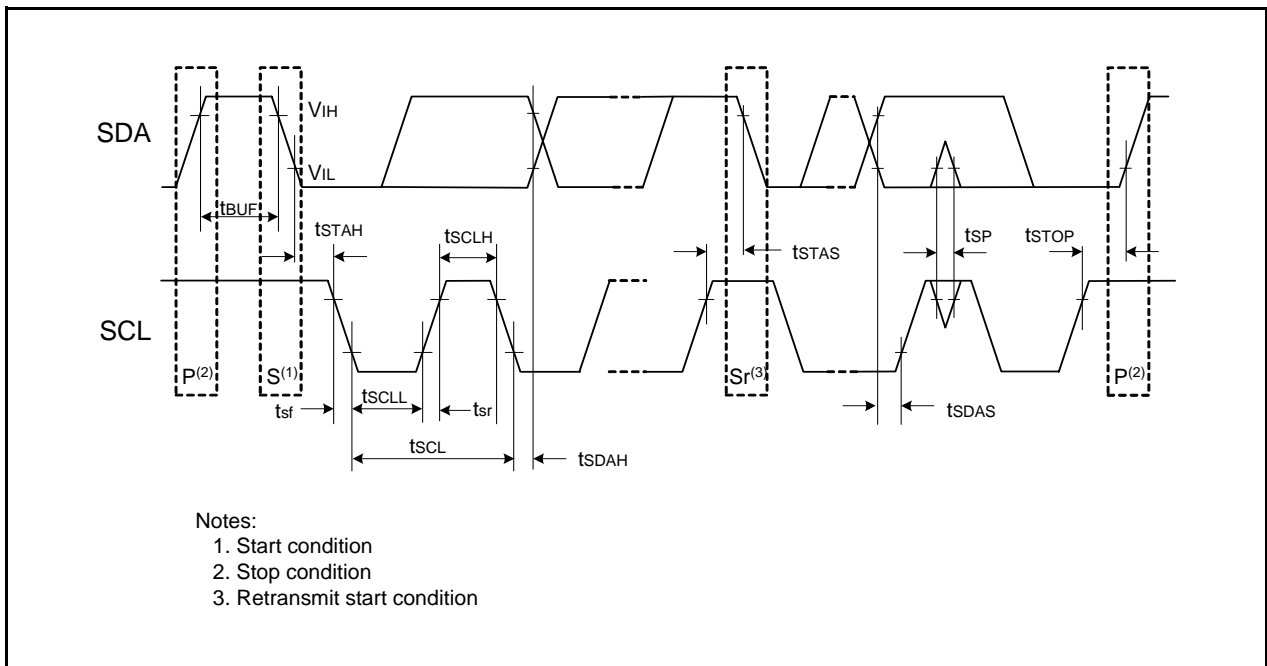 SDA
VIH
VIL
tBUF
tSTAH
tSCLH
tSTAS
tSP
tSTOP
SCL
P(2)
S(1)
Sr(3)
P(2)
tsf
tSCLL
tsr
tSDAS
tSCL
tSDAH
Notes:
1. Start condition
2. Stop condition
3. Retransmit start condition